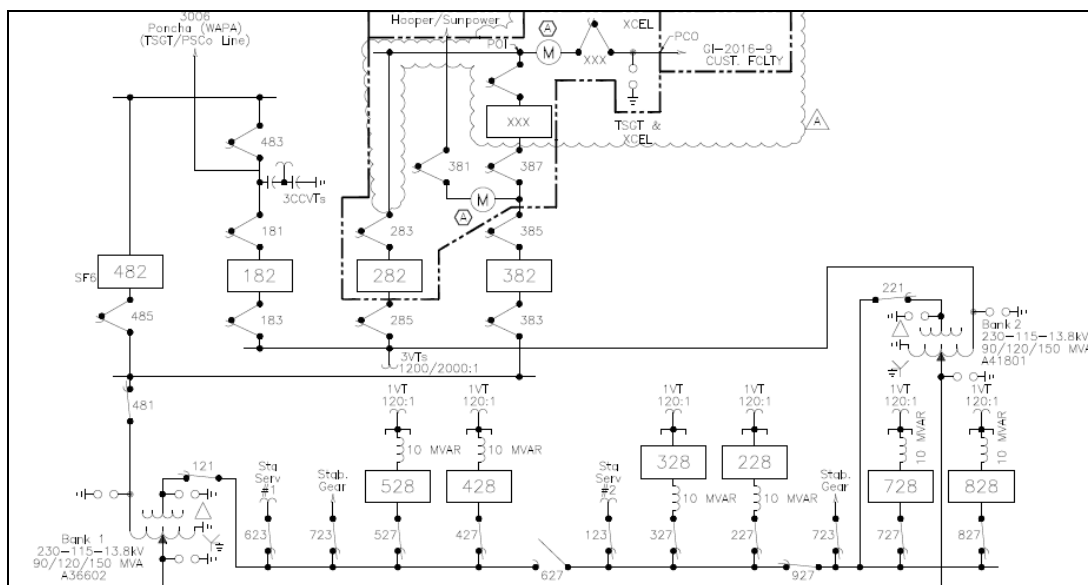 3006
Poncha (WAPA)
(TSGT/PSCo Line)
Hooper/Sunpower
A
XCEL
POI
M
XXX
PCO
GI-2016-9
CUST. FCLTY
XXX
TSGT &
XCEL
A
483
3CCVTs
381
387
M
A
181
283
385
SF6
482
182
282
382
485
183
285
383
3VTs
1200/2000:1
221
Bank 2
230-115-13.8kV
90/120/150 MVA
A41801
481
1VT
120:1
1VT
120:1
1VT
120:1
1VT
120:1
1VT
120:1
1VT
120:1
10 MVAR
10 MVAR
10 MVAR
10 MVAR
121
Sta
Serv
#1
Stab.
Gear
528
428
Sta
Serv
#2
328
228
10 MVAR
10 MVAR
Stab.
Gear
728
828
623
723
527
427
627
123
327
227
927
723
727
827
Bank 1
230-115-13.8kV
90/120/150 MVA
A36602